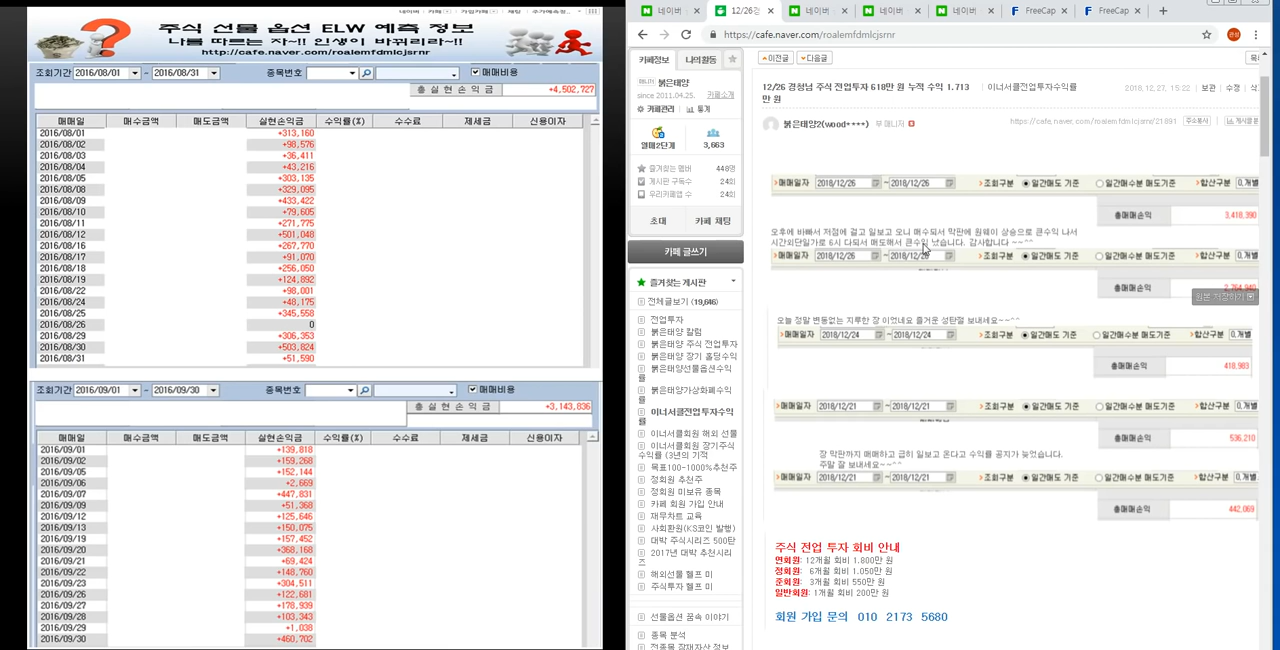 주식 선물 옵션 ELW 예측 정보
나를 따르는 자~!! 인생이 바뀌리라~!!
http://cafe.naver.com/roalemfdmlcjsrnr
조회기간 2016/08/01 ~ 2016/08/31 종목번호 매매비용
총 실 현 손 익 금 +4,502,727
매매일 매수금액 매도금액 실현손익금 수익률(%) 수수료 제세금 신용이자
2016/08/01 +313,160
2016/08/02 +98,576
2016/08/03 +36,411
2016/08/04 +43,216
2016/08/05 +303,135
2016/08/08 +329,095
2016/08/09 +433,422
2016/08/10 +79,605
2016/08/11 +271,775
2016/08/12 +501,048
2016/08/16 +267,770
2016/08/17 +91,070
2016/08/18 +256,050
2016/08/19 +124,892
2016/08/22 +98,001
2016/08/24 +48,175
2016/08/25 +345,558
2016/08/26 0
2016/08/29 +306,353
2016/08/30 +503,824
2016/08/31 +51,590
조회기간 2016/09/01 ~ 2016/09/30 종목번호 매매비용
총 실 현 손 익 금 +3,143,836
매매일 매수금액 매도금액 실현손익금 수익률(%) 수수료 제세금 신용이자
2016/09/01 +139,818
2016/09/02 +159,268
2016/09/05 +152,144
2016/09/06 +2,669
2016/09/07 +447,831
2016/09/09 +51,368
2016/09/12 +125,646
2016/09/13 +150,075
2016/09/19 +157,452
2016/09/20 +368,168
2016/09/21 +69,424
2016/09/22 +148,760
2016/09/23 +304,511
2016/09/26 +122,681
2016/09/27 +178,939
2016/09/28 +103,343
2016/09/29 +1,038
2016/09/30 +460,702
네이버 12/26 네이버 네이버 네이버 FreeCap FreeCap
https://cafe.naver.com/roalemfdmlcjsrnr
카페정보 나의활동
매니저 붉은태양
since 2011.04.25. 카페소개
카페관리 통계
열매2단계 3,663
즐겨찾는 멤버 448명
게시판 구독수 24회
우리카페앱 수 24회
초대 카페 채팅
카페 글쓰기
즐겨찾는 게시판
전체글보기 (19,646)
전업투자
붉은태양 칼럼
붉은태양 주식 전업투자
붉은태양 장기 홀딩수익
붉은태양선물옵션수익
률
붉은태양가상화폐수익
률
이너서클전업투자수익
률
이너서클회원 해외 선물
이너서클회원 장기주식
수익률 (3년의 기적
목표100-1000%추천주
정회원 추천주
정회원 미보유 종목
카페 회원 가입 안내
재무차트 교육
사회환원(KS코인 발행)
대박 주식시리즈 500탄
2017년 대박 추천시리
즈
해외선물 헬프 미
주식투자 헬프 미
선물옵션 꿈속 이야기
종목 분석
전종목 잠재자산 정보
이전글 다음글
12/26 경청님 주식 전업투자 618만 원 누적 수익 1.713
만 원
이너서클전업투자수익률
2018.12.27. 15:22 보관 수정
붉은태양2(wood****) 부매니저
https://cafe.naver.com/roalemfdmlcjsrnr/21891 주소복사
매매일자 2018/12/26 ~ 2018/12/26 조회구분 일간매도 기준 일간매수분 매도기준 합산구분 0.개별
총매매손익 3,418,390
오후에 바빠서 저점에 걸고 일보고 오니 매수되서 막판에 원웨이 상승으로 큰수익 나서
시간외단일가로 6시 다되서 매도해서 큰수익 났습니다. 감사합니다 ~~^^
매매일자 2018/12/26 ~ 2018/12/26 조회구분 일간매도 기준 일간매수분 매도기준 합산구분 0.개별
총매매손익
원본 저장하기
오늘 정말 변동없는 지루한 장 이었네요 즐거운 성탄절 보내세요~~^^
매매일자 2018/12/24 ~ 2018/12/24 조회구분 일간매도 기준 일간매수분 매도기준 합산구분 0.개별
총매매손익 418,983
매매일자 2018/12/21 ~ 2018/12/21 조회구분 일간매도 기준 일간매수분 매도기준 합산구분 0.개별
총매매손익 536,210
장 막판까지 매매하고 급히 일보고 온다고 수익률 공지가 늦었습니다.
주말 잘 보내세요~~^^
매매일자 2018/12/21 ~ 2018/12/21 조회구분 일간매도 기준 일간매수분 매도기준 합산구분 0.개별
총매매손익 442,069
주식 전업 투자 회비 안내
연회원: 12개월 회비 1.800만 원
정회원: 6개월 회비 1.050만 원
준회원: 3개월 회비 550만 원
일반회원: 1개월 회비 200만 원
회원 가입 문의 010 2173 5680